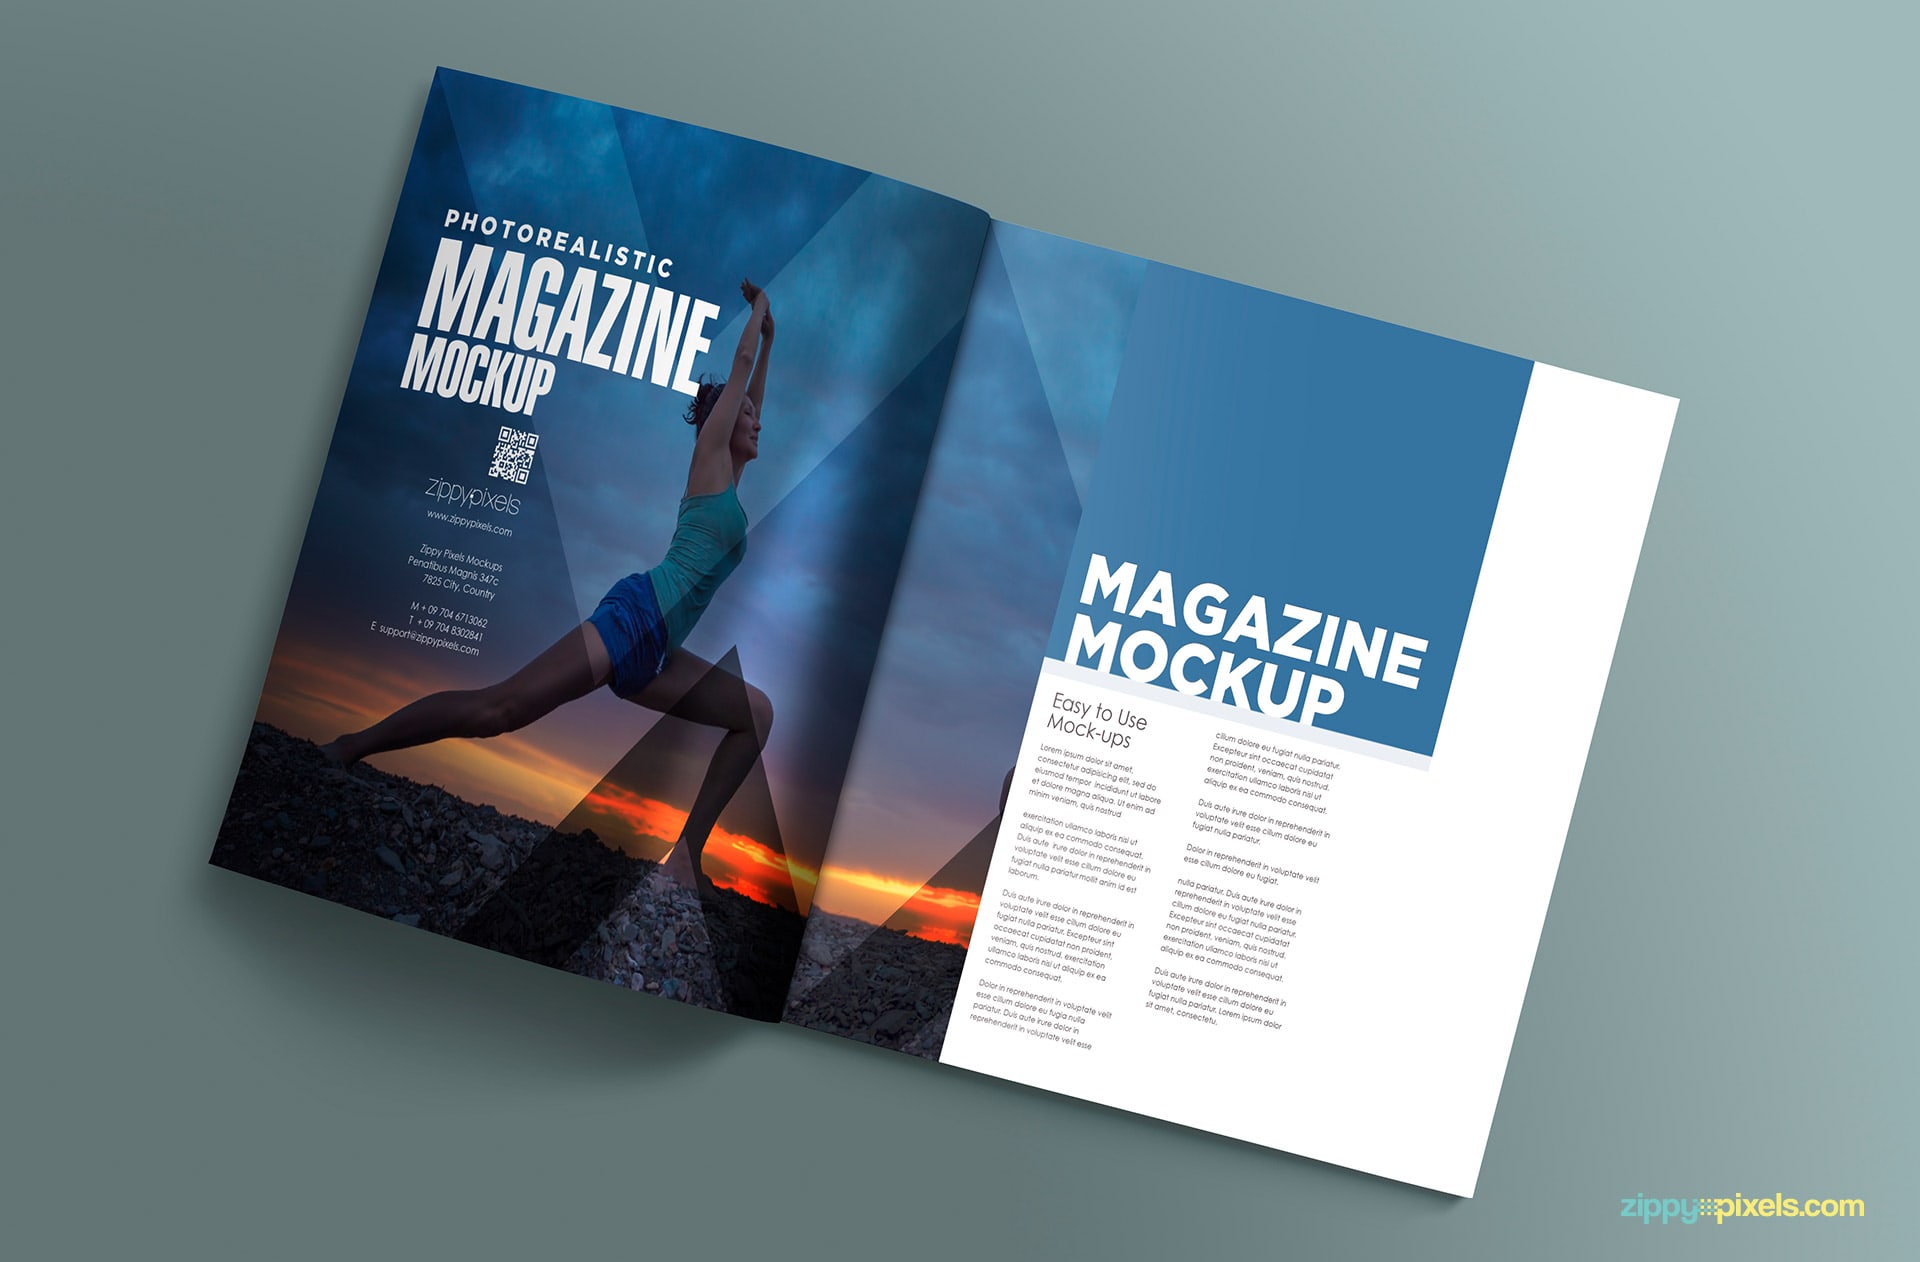 PHOTOREALISTIC
MAGAZINE
MOCKUP
zippypixels
www.zippypixels.com
Zippy Pixels Mockups
Penatibus Magnis 347c
7825 City, Country
M + 09 704 6713062
T + 09 704 8302841
E support@zippypixels.com
MAGAZINE
MOCKUP
Easy to Use
Mock-ups
Lorem ipsum dolor sit amet,
consectetur adipisicing elit, sed do
eiusmod tempor incididunt ut labore
et dolore magna aliqua. Ut enim ad
minim veniam, quis nostrud
exercitation ullamco laboris nisi ut
aliquip ex ea commodo consequat.
Duis aute irure dolor in reprehenderit in
voluptate velit esse cillum dolore eu
fugiat nulla pariatur mollit anim id est
laborum.
Duis aute irure dolor in reprehenderit in
voluptate velit esse cillum dolore eu
fugiat nulla pariatur. Excepteur sint
occaecat cupidatat non proident,
veniam, quis nostrud, exercitation
ullamco laboris nisi ut aliquip ex ea
commodo consequat.
Dolor in reprehenderit in voluptate velit
esse cillum dolore eu fugia nulla
pariatur. Duis aute irure dolor in
reprehenderit in voluptate velit esse
cillum dolore eu fugiat nulla pariatur.
Excepteur sint occaecat cupidatat
non proident, veniam, quis nostrud,
exercitation ullamco laboris nisi ut
aliquip ex ea commodo consequat.
Duis aute irure dolor in reprehenderit in
voluptate velit esse cillum dolore eu
fugiat nulla pariatur.
Dolor in reprehenderit in voluptate velit
esse cillum dolore eu fugiat.
nulla pariatur. Duis aute irure dolor in
reprehenderit in voluptate velit esse
cillum dolore eu fugiat nulla pariatur.
Excepteur sint occaecat cupidatat
non proident, veniam, quis nostrud,
exercitation ullamco laboris nisi ut
aliquip ex ea commodo consequat.
Duis aute irure dolor in reprehenderit in
voluptate velit esse cillum dolore eu
fugiat nulla pariatur. Lorem ipsum dolor
sit amet, consectetu,
zippypixels.com